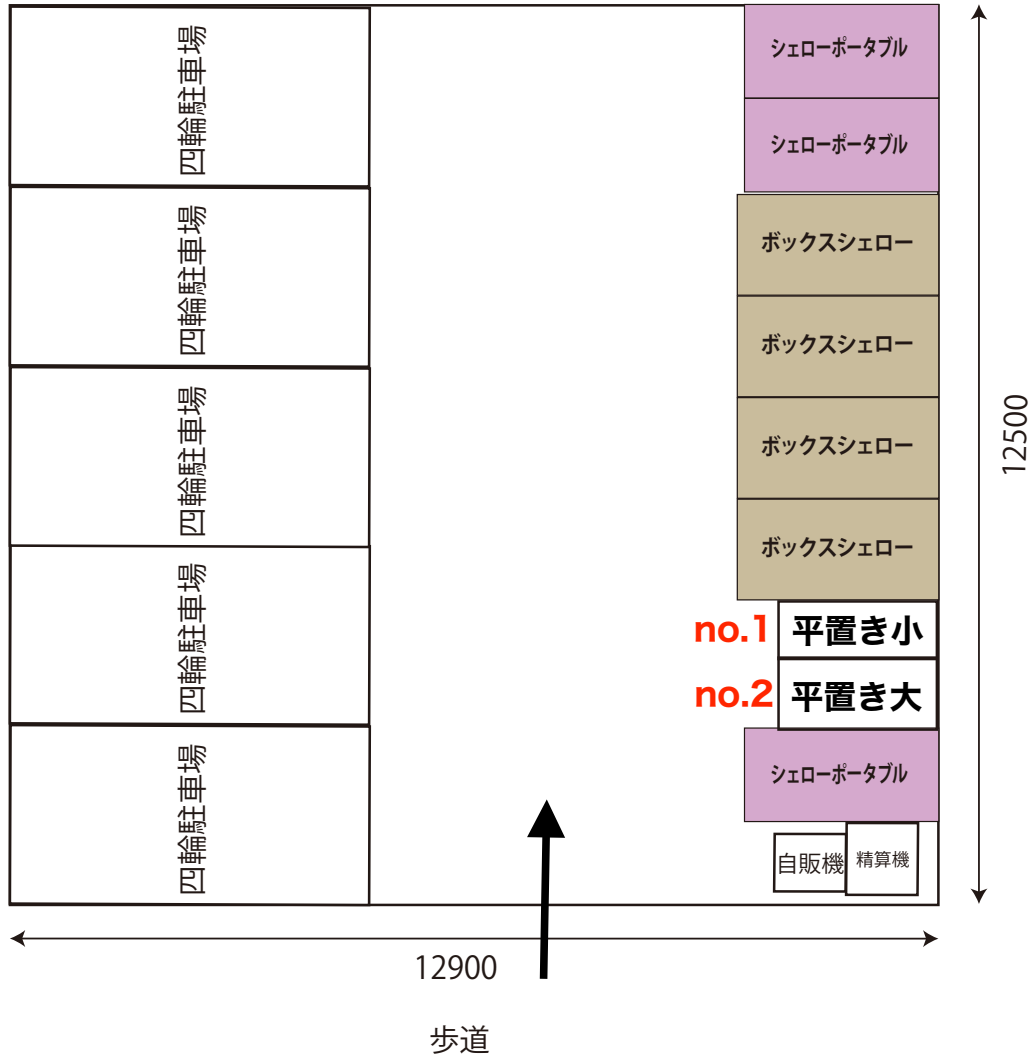 四輪駐車場
四輪駐車場
四輪駐車場
四輪駐車場
四輪駐車場
シェローポータブル
シェローポータブル
ボックスシェロー
ボックスシェロー
ボックスシェロー
ボックスシェロー
no.1 平置き小
no.2 平置き大
シェローポータブル
自販機 精算機
12500
12900
歩道